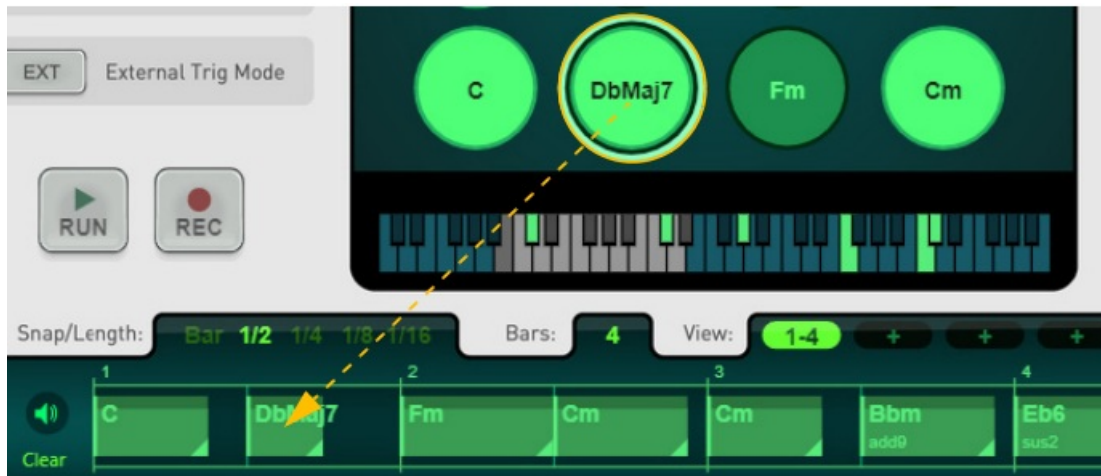 EXT External Trig Mode
C DbMaj7 Fm Cm
RUN REC
Snap/Length: Bar 1/2 1/4 1/8 1/16 Bars: 4 View: 1-4 + + +
1 2 3 4
C DbMaj7 Fm Cm Cm Bbm Eb6
add9 sus2
Clear